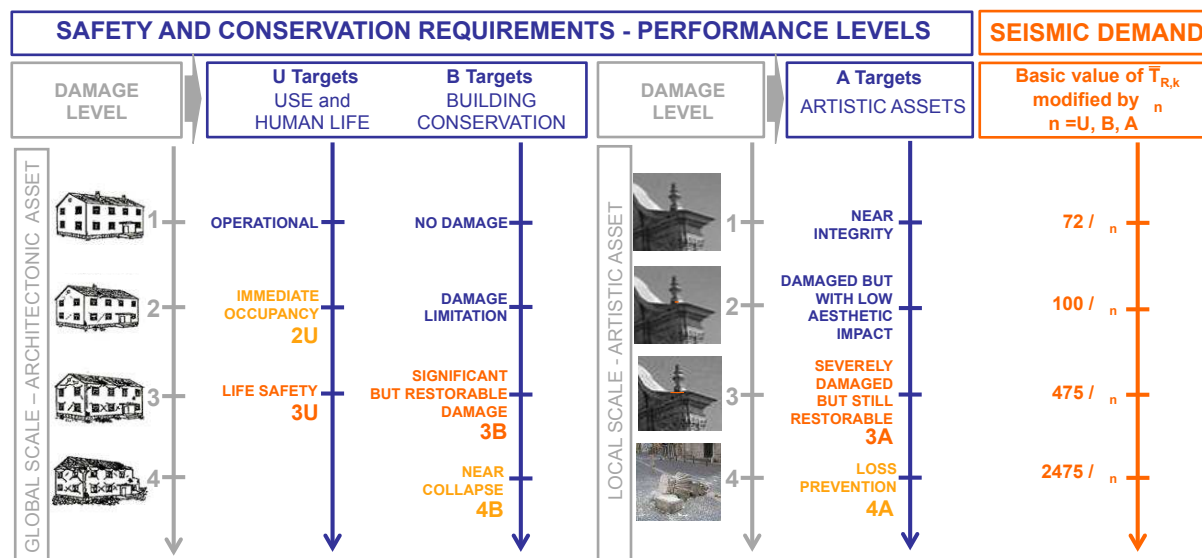 SAFETY AND CONSERVATION REQUIREMENTS - PERFORMANCE LEVELS
SEISMIC DEMAND
DAMAGE
LEVEL
U Targets
USE and
HUMAN LIFE
B Targets
BUILDING
CONSERVATION
DAMAGE
LEVEL
A Targets
ARTISTIC ASSETS
Basic value of T̅R,k
modified by n
n =U, B, A
GLOBAL SCALE – ARCHITECTONIC ASSET
1
2
3
4
OPERATIONAL
IMMEDIATE
OCCUPANCY
2U
LIFE SAFETY
3U
NO DAMAGE
DAMAGE
LIMITATION
SIGNIFICANT
BUT RESTORABLE
DAMAGE
3B
NEAR
COLLAPSE
4B
LOCAL SCALE - ARTISTIC ASSET
1
2
3
4
NEAR
INTEGRITY
DAMAGED BUT
WITH LOW
AESTHETIC
IMPACT
SEVERELY
DAMAGED
BUT STILL
RESTORABLE
3A
LOSS
PREVENTION
4A
72 / n
100 / n
475 / n
2475 / n